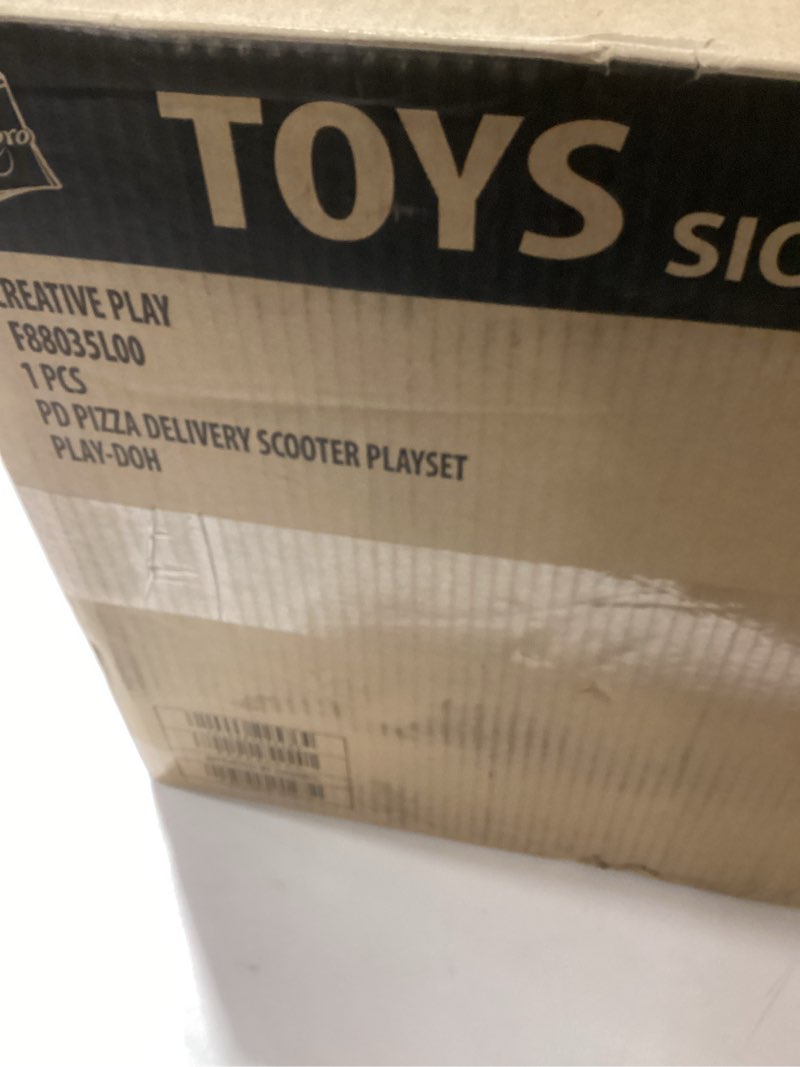 TOYS
CREATIVE PLAY
F88035L00
1 PCS
PD PIZZA DELIVERY SCOOTER PLAYSET
PLAY-DOH